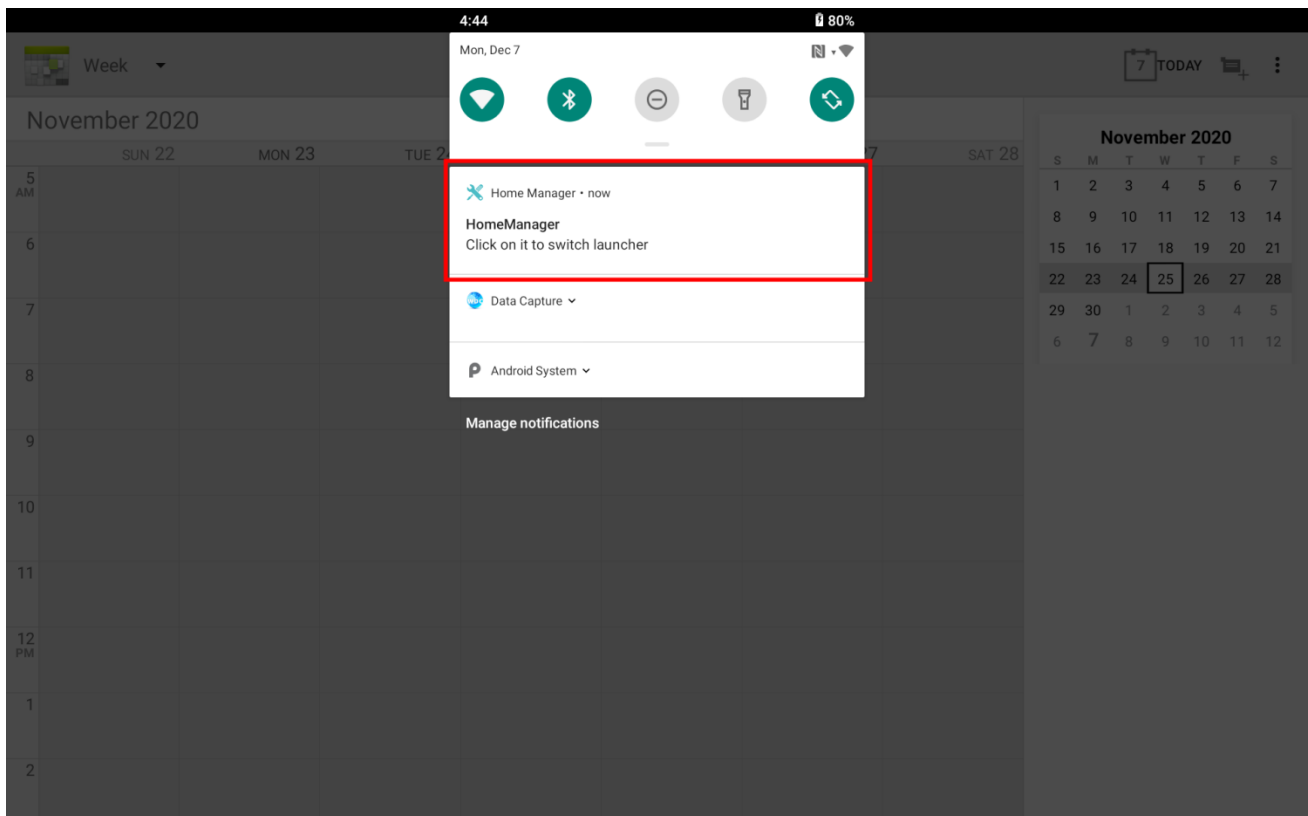 4:44 80%
Mon, Dec 7
Week
7 TODAY
November 2020
SUN 22 MON 23 TUE 2 7 SAT 28
Home Manager • now
HomeManager
Click on it to switch launcher
Data Capture
Android System
Manage notifications
5
AM
6
7
8
9
10
11
12
PM
1
2
November 2020
S M T W T F S
1 2 3 4 5 6 7
8 9 10 11 12 13 14
15 16 17 18 19 20 21
22 23 24 25 26 27 28
29 30 1 2 3 4 5
6 7 8 9 10 11 12